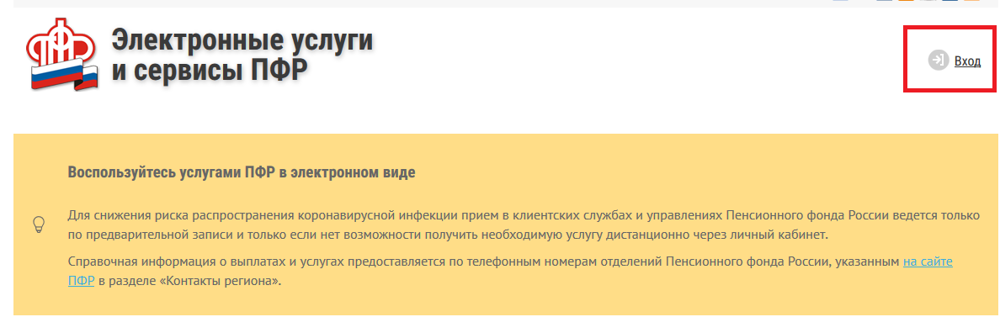 Электронные услуги
и сервисы ПФР
Вход
Воспользуйтесь услугами ПФР в электронном виде
Для снижения риска распространения коронавирусной инфекции прием в клиентских службах и управлениях Пенсионного фонда России ведется только
по предварительной записи и только если нет возможности получить необходимую услугу дистанционно через личный кабинет.
Справочная информация о выплатах и услугах предоставляется по телефонным номерам отделений Пенсионного фонда России, указанным на сайте
ПФР в разделе «Контакты региона».